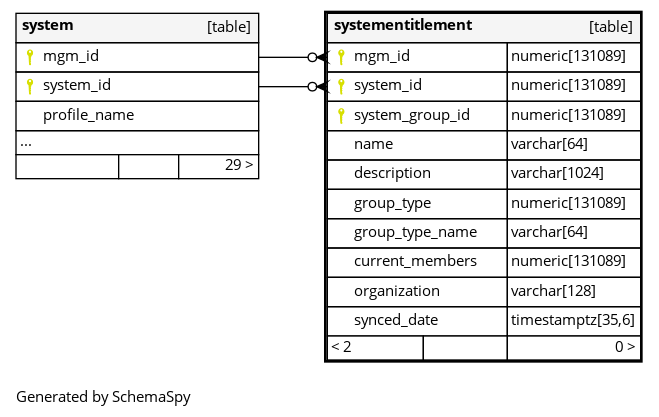 system [table]
mgm_id
system_id
profile_name
...
29 >
systementitlement [table]
mgm_id numeric[131089]
system_id numeric[131089]
system_group_id numeric[131089]
name varchar[64]
description varchar[1024]
group_type numeric[131089]
group_type_name varchar[64]
current_members numeric[131089]
organization varchar[128]
synced_date timestamptz[35,6]
< 2 0 >
Generated by SchemaSpy